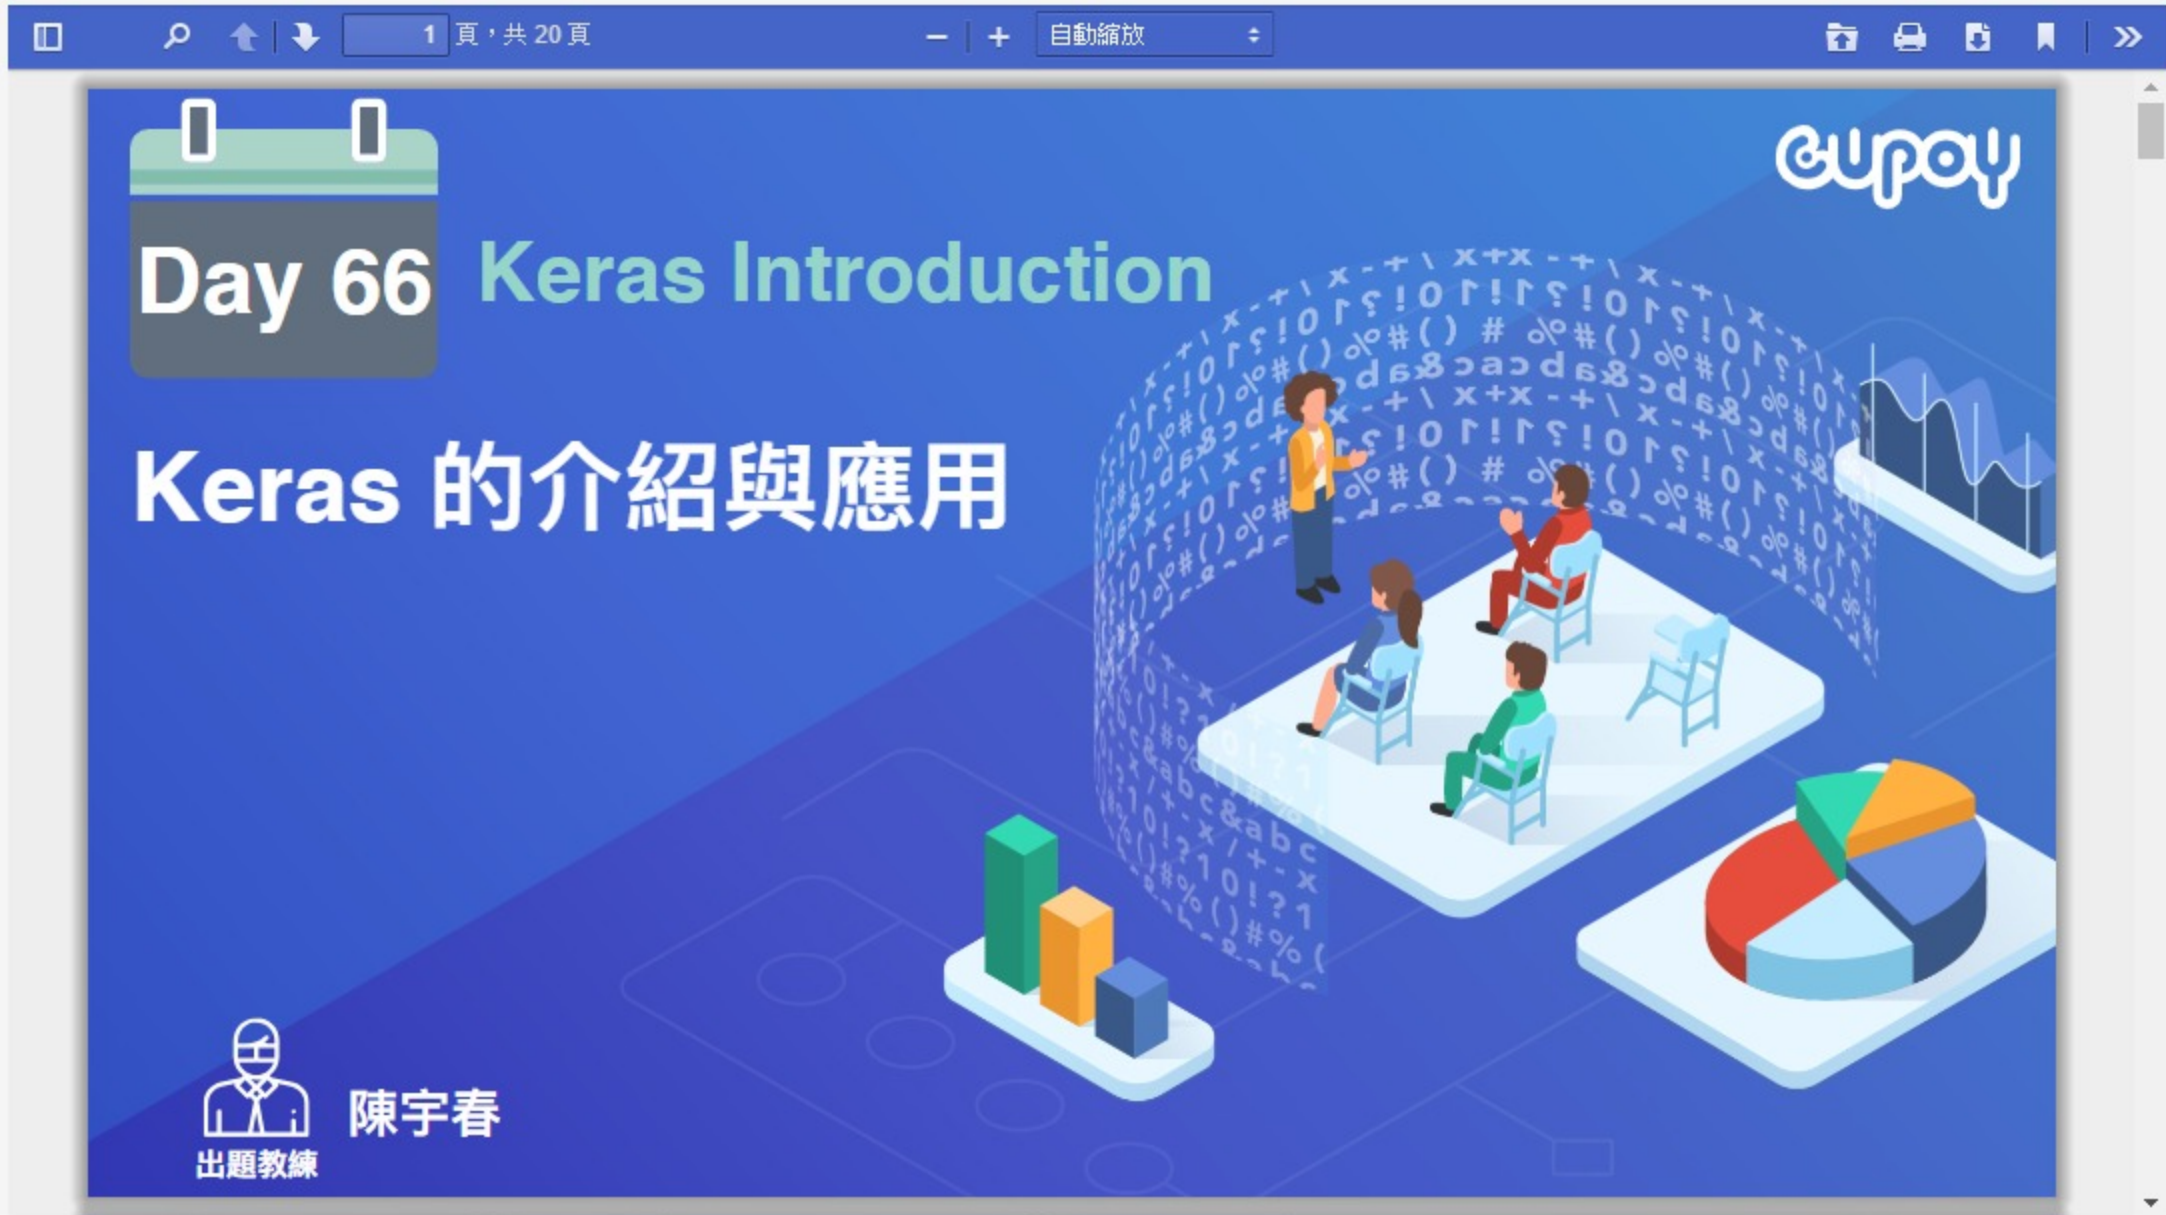 1 頁，共 20 頁
自動縮放
cupoy
Day 66
Keras Introduction
Keras 的介紹與應用
陳宇春
出題教練